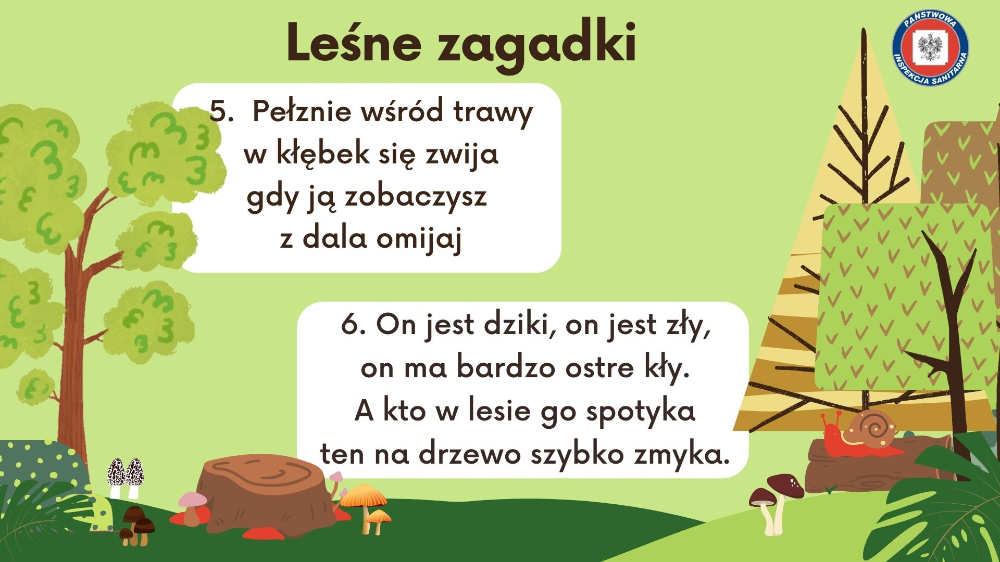 Leśne zagadki
PAŃSTWOWA
INSPEKCJA SANITARNA
5. Pełznie wśród trawy
w kłębek się zwija
gdy ją zobaczysz
z dala omijaj
6. On jest dziki, on jest zły,
on ma bardzo ostre kły.
A kto w lesie go spotyka
ten na drzewo szybko zmyka.